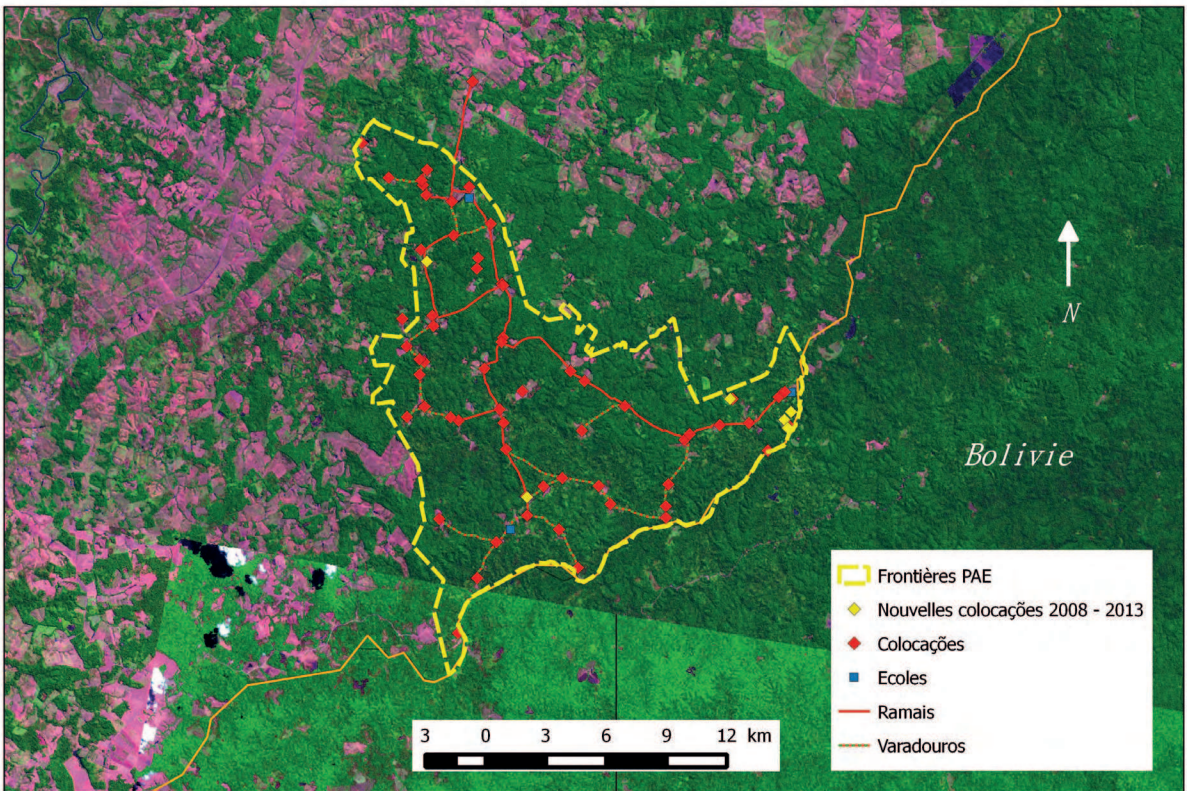 N
Bolivie
Frontières PAE
Nouvelles colocações 2008 - 2013
Colocações
Ecoles
Ramais
Varadouros
3 0 3 6 9 12 km